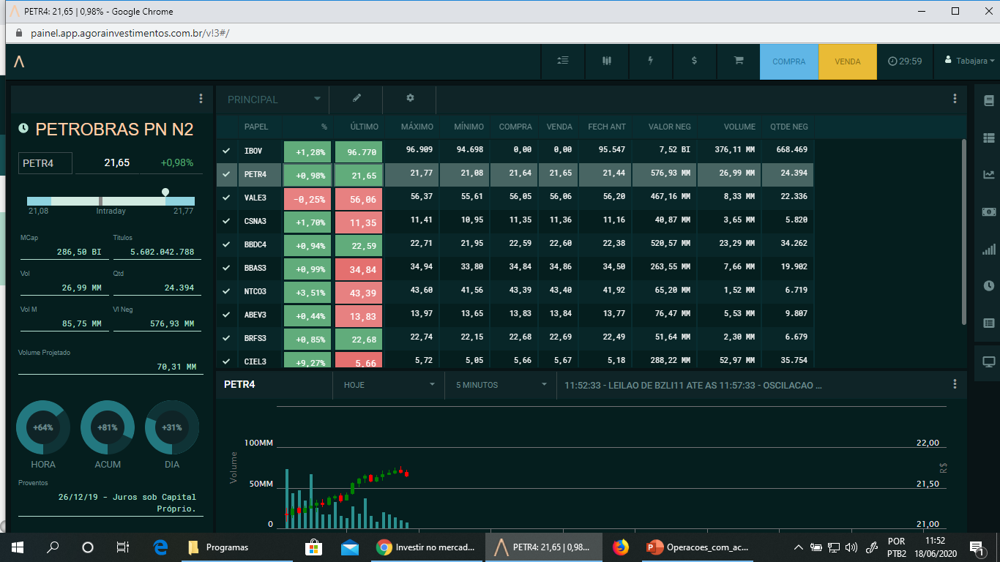 PETR4: 21,65 | 0,98% - Google Chrome
painel.app.agorainvestimentos.com.br/v!3#/
$ COMPRA VENDA 29:59 Tabajara
PETROBRAS PN N2
PETR4 21,65 +0,98%
21,08 Intraday 21,77
MCap Titulos
286,50 BI 5.602.042.788
Vol Qtd
26,99 MM 24.394
Vol M Vl Neg
85,75 MM 576,93 MM
Volume Projetado
70,31 MM
+64% +81% +31%
HORA ACUM DIA
Proventos
26/12/19 - Juros sob Capital
Próprio.
PRINCIPAL
PAPEL % ÚLTIMO MÁXIMO MÍNIMO COMPRA VENDA FECH ANT VALOR NEG VOLUME QTDE NEG
IBOV +1,28% 96.770 96.909 94.698 0,00 0,00 95.547 7,52 BI 376,11 MM 668.469
PETR4 +0,98% 21,65 21,77 21,08 21,64 21,65 21,44 576,93 MM 26,99 MM 24.394
VALE3 -0,25% 56,06 56,37 55,61 56,05 56,06 56,20 467,16 MM 8,33 MM 22.336
CSNA3 +1,70% 11,35 11,41 10,95 11,35 11,36 11,16 40,87 MM 3,65 MM 5.820
BBDC4 +0,94% 22,59 22,71 21,95 22,59 22,60 22,38 520,57 MM 23,29 MM 34.262
BBAS3 +0,99% 34,84 34,94 33,80 34,84 34,86 34,50 263,55 MM 7,66 MM 19.902
NTCO3 +3,51% 43,39 43,60 41,56 43,39 43,40 41,92 65,20 MM 1,52 MM 6.719
ABEV3 +0,44% 13,83 13,97 13,65 13,83 13,84 13,77 76,47 MM 5,53 MM 9.807
BRFS3 +0,85% 22,68 22,74 22,15 22,68 22,69 22,49 51,64 MM 2,30 MM 6.679
CIEL3 +9,27% 5,66 5,72 5,05 5,66 5,67 5,18 288,22 MM 52,97 MM 35.754
PETR4 HOJE 5 MINUTOS 11:52:33 - LEILAO DE BZLI11 ATE AS 11:57:33 - OSCILACAO ...
100MM 22,00
Volume R$
50MM 21,50
0 21,00
Programas Investir no mercad... PETR4: 21,65 | 0,98... Operacoes_com_ac... POR 11:52
PTB2 18/06/2020 1